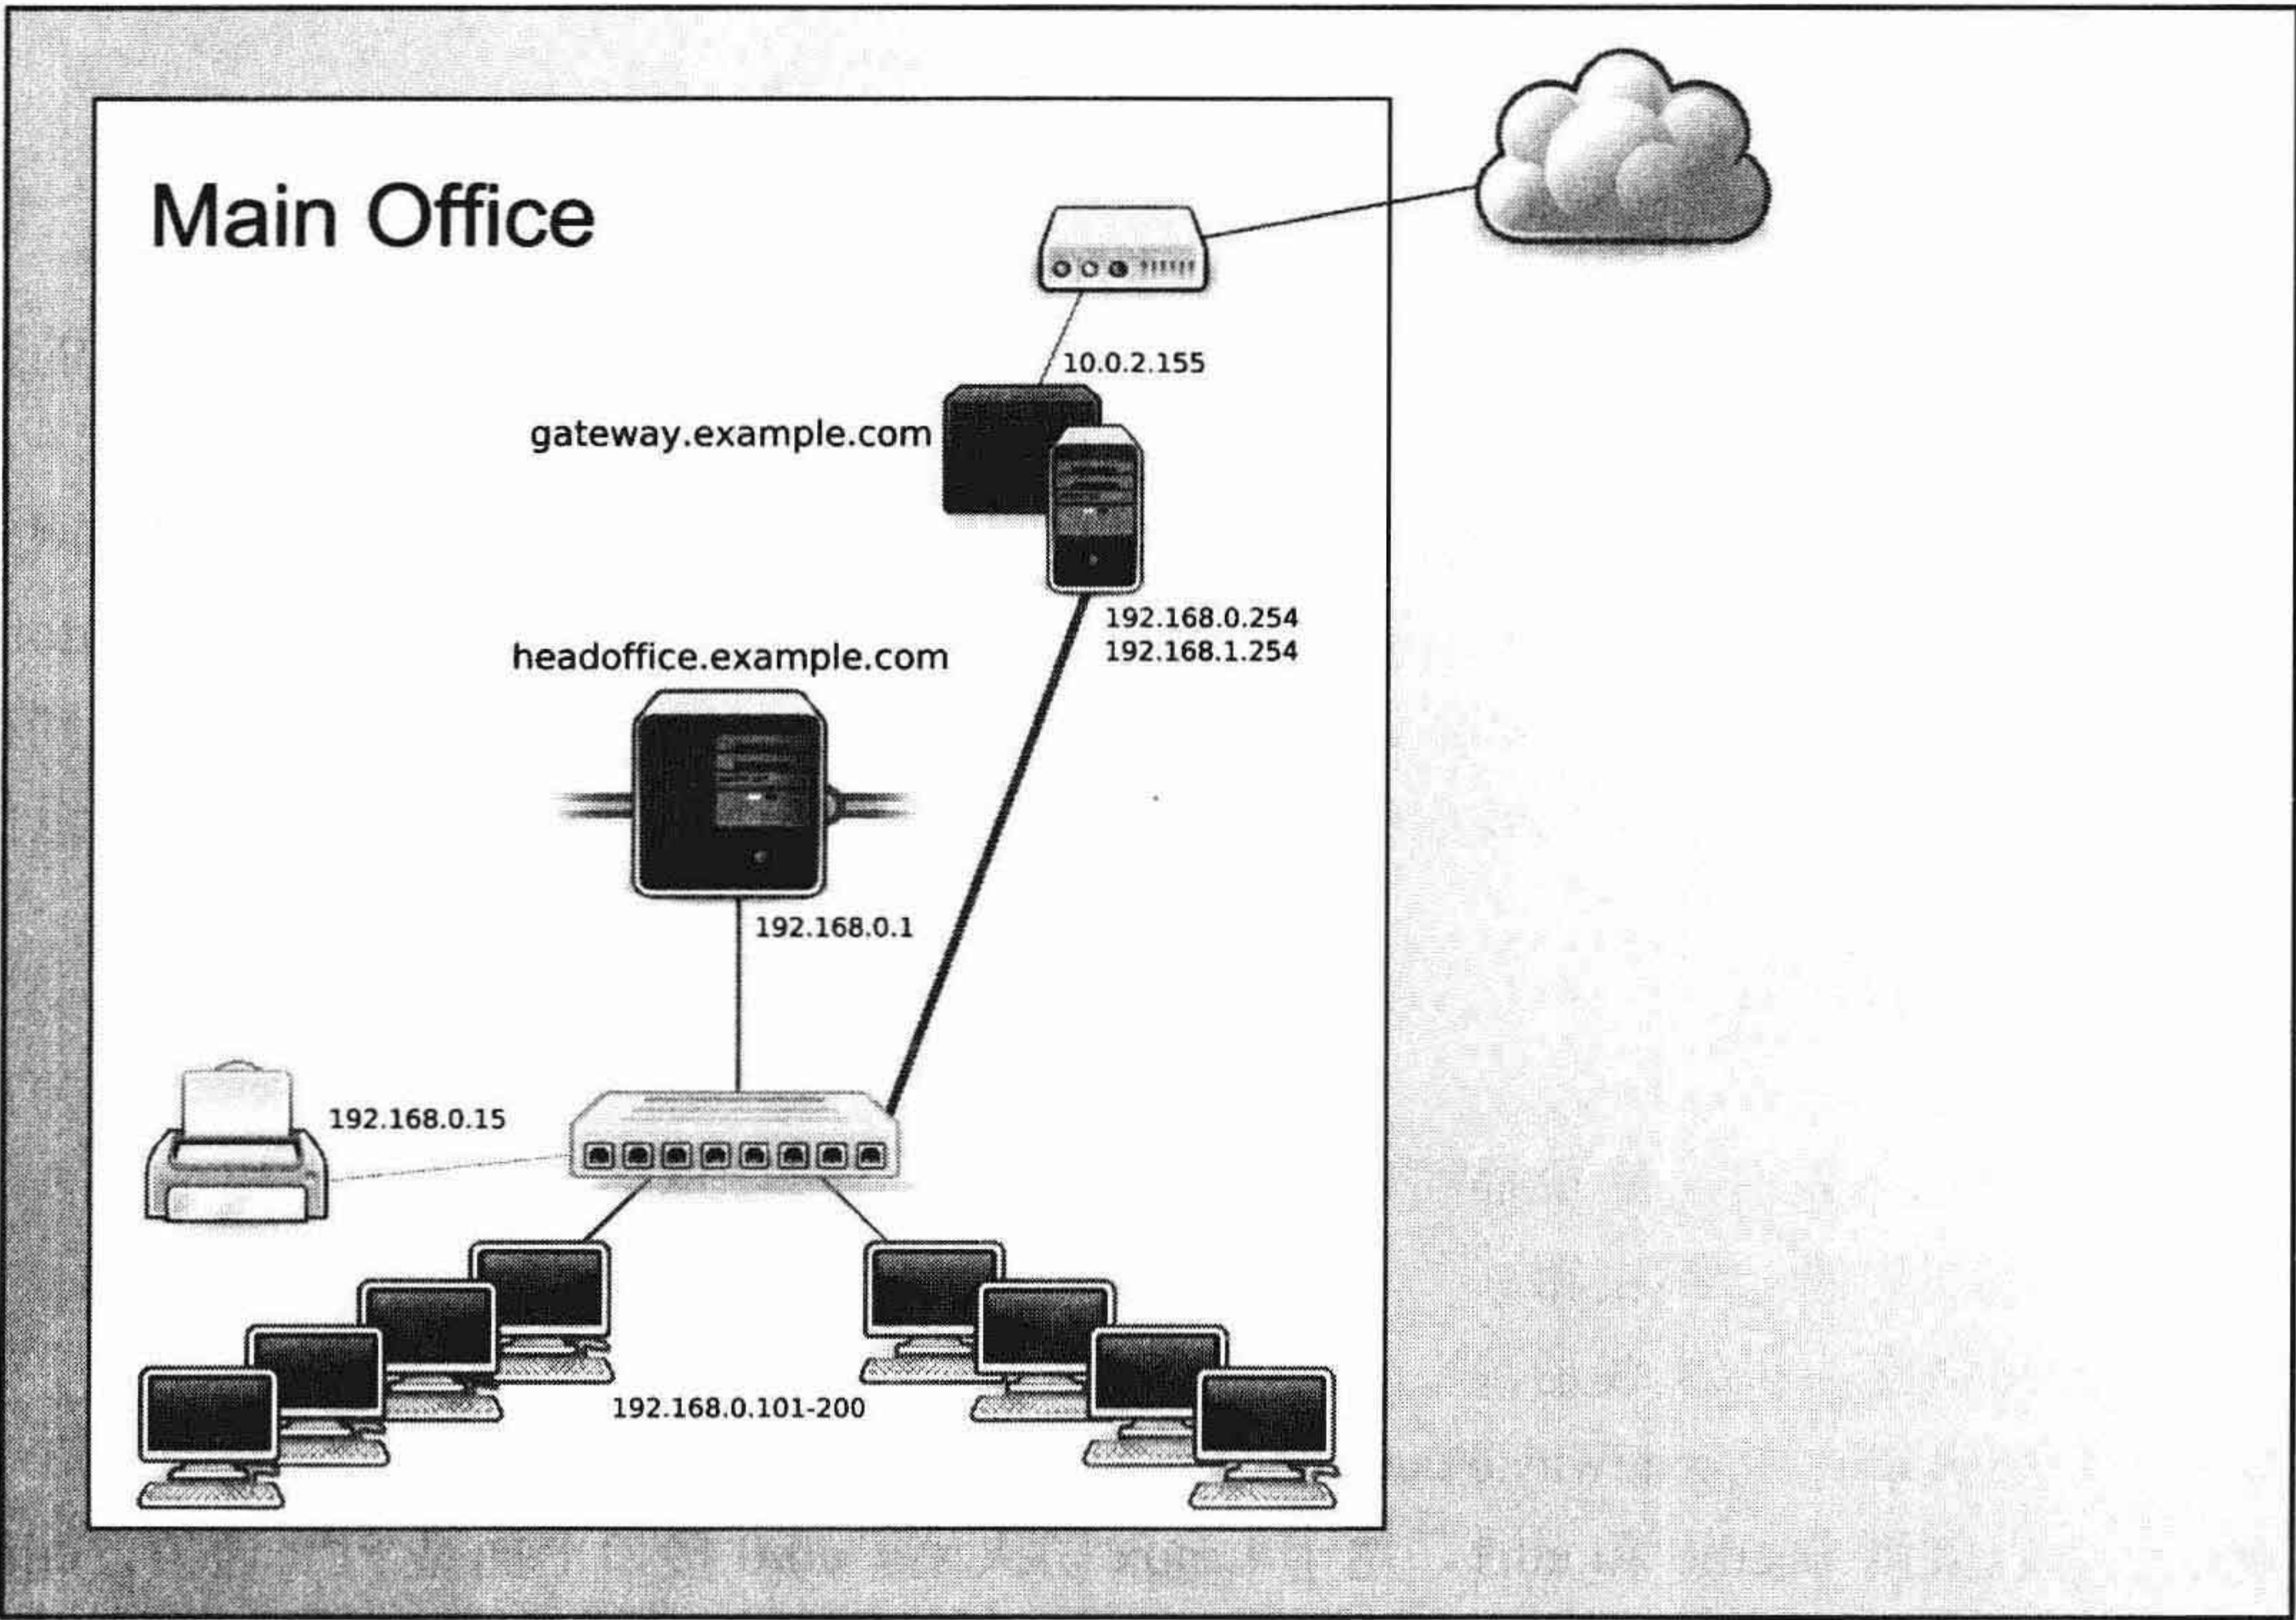 Main Office
10.0.2.155
gateway.example.com
192.168.0.254
192.168.1.254
headoffice.example.com
192.168.0.1
192.168.0.15
192.168.0.101-200